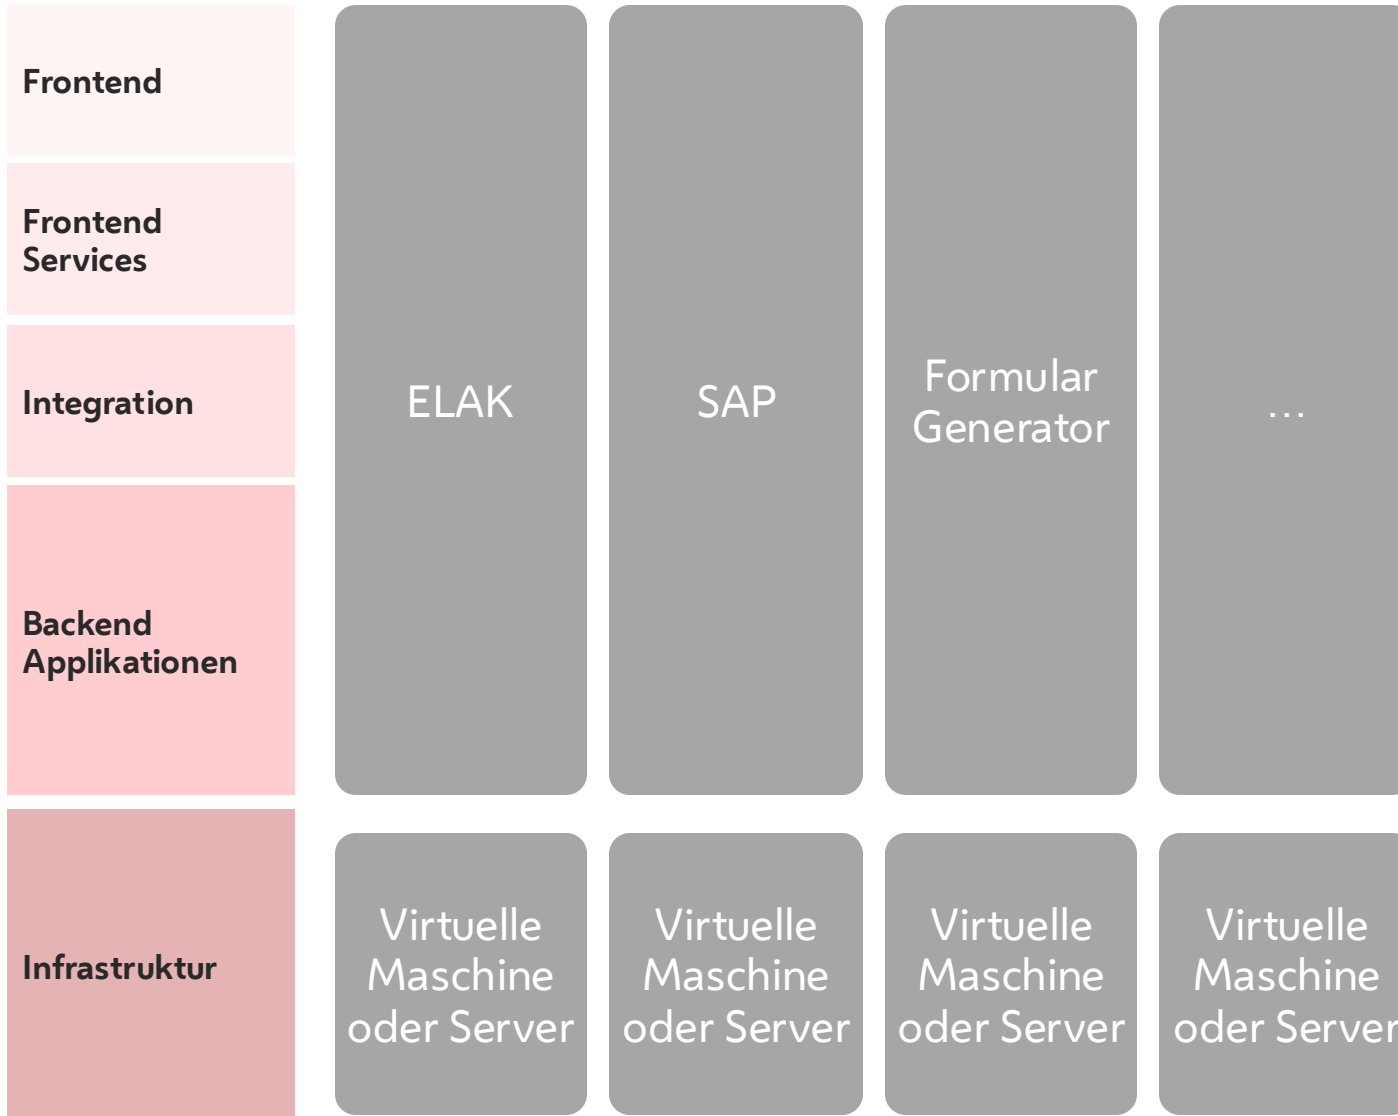 Frontend
Frontend
Services
Integration
Backend
Applikationen
Infrastruktur
ELAK
SAP
Formular
Generator
...
Virtuelle
Maschine
oder Server
Virtuelle
Maschine
oder Server
Virtuelle
Maschine
oder Server
Virtuelle
Maschine
oder Server